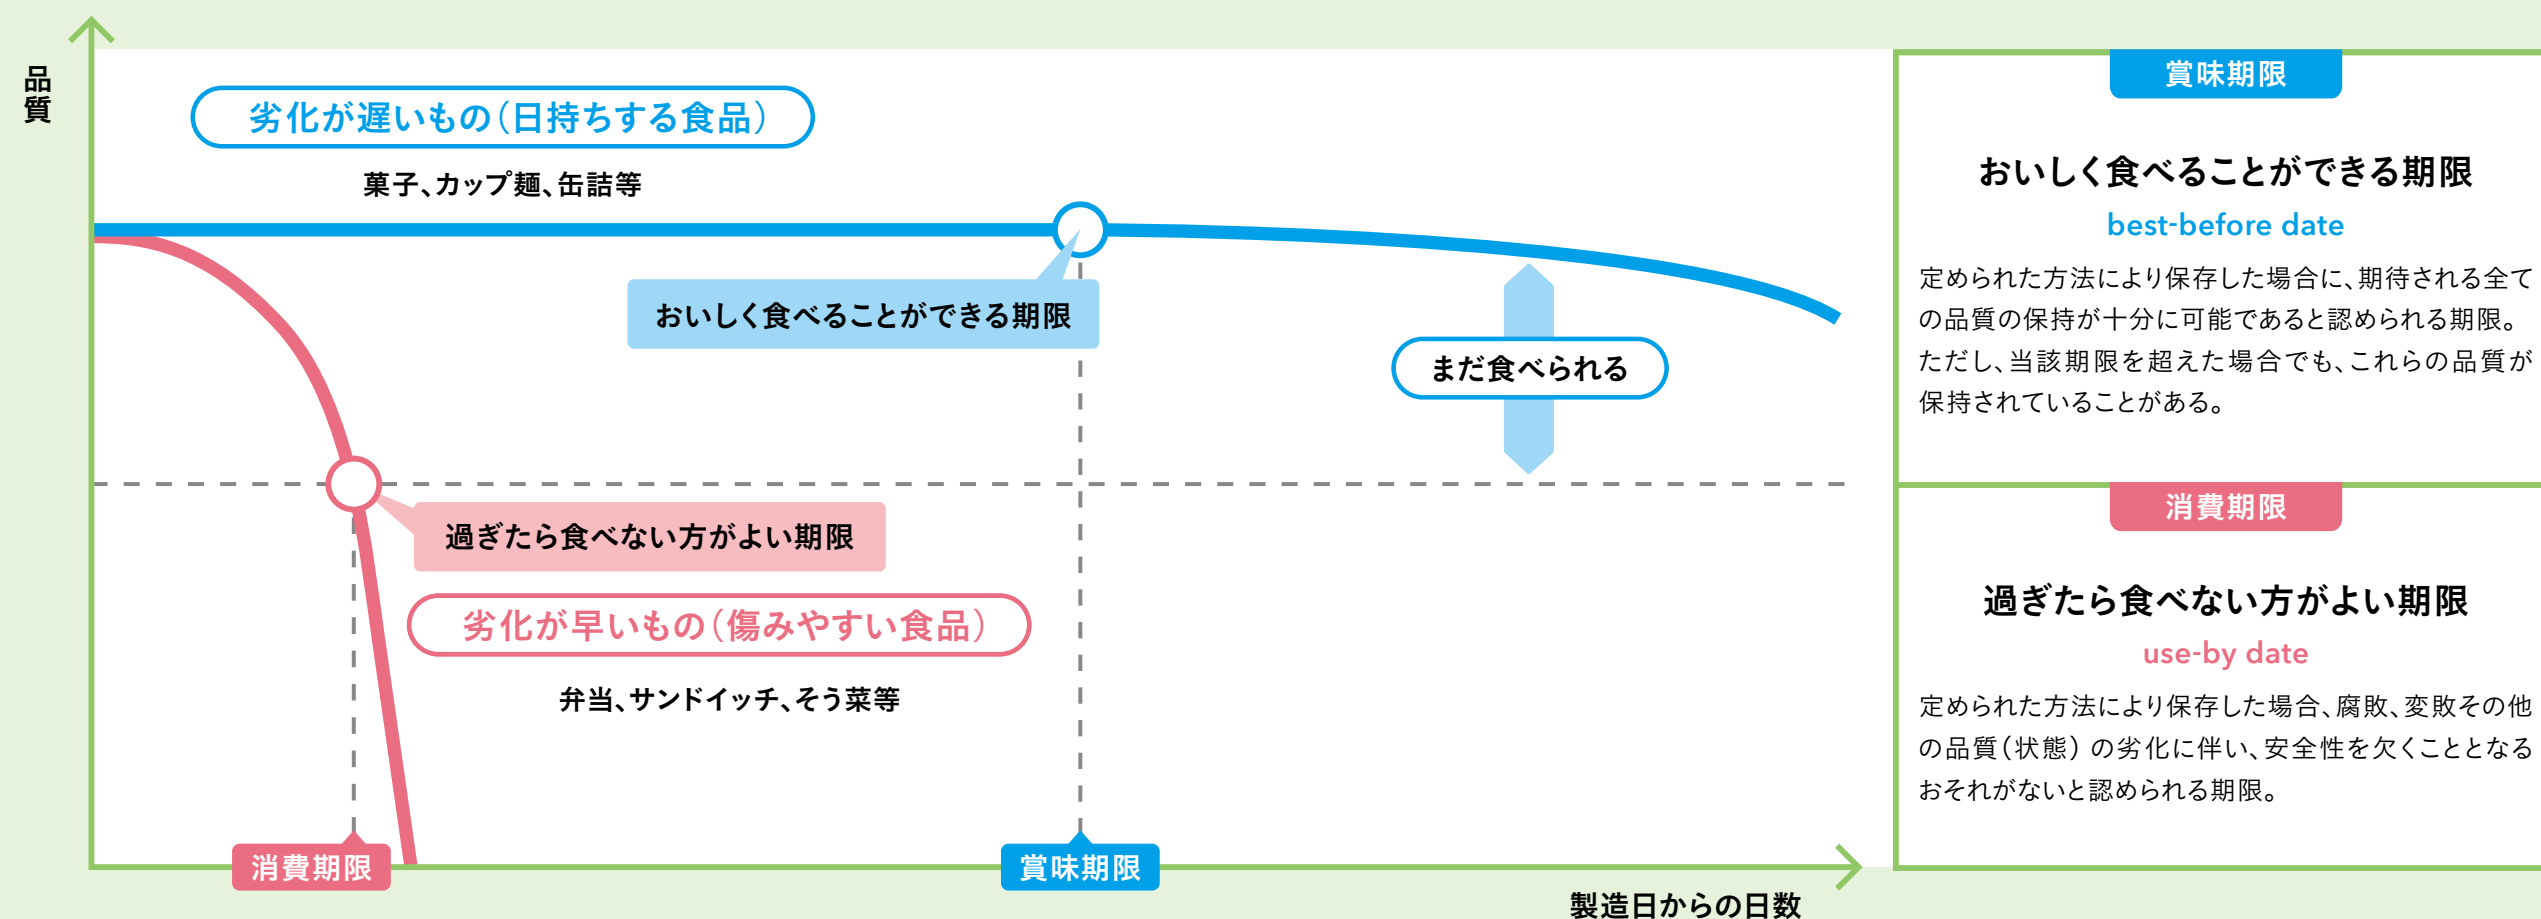 品質
劣化が遅いもの（日持ちする食品）
菓子、カップ麺、缶詰等
おいしく食べることができる期限
まだ食べられる
過ぎたら食べない方がよい期限
劣化が早いもの（傷みやすい食品）
弁当、サンドイッチ、そう菜等
消費期限
賞味期限
製造日からの日数
賞味期限
おいしく食べることができる期限
best-before date
定められた方法により保存した場合に、期待される全て
の品質の保持が十分に可能であると認められる期限。
ただし、当該期限を超えた場合でも、これらの品質が
保持されていることがある。
消費期限
過ぎたら食べない方がよい期限
use-by date
定められた方法により保存した場合、腐敗、変敗その他
の品質（状態）の劣化に伴い、安全性を欠くこととなる
おそれがないと認められる期限。